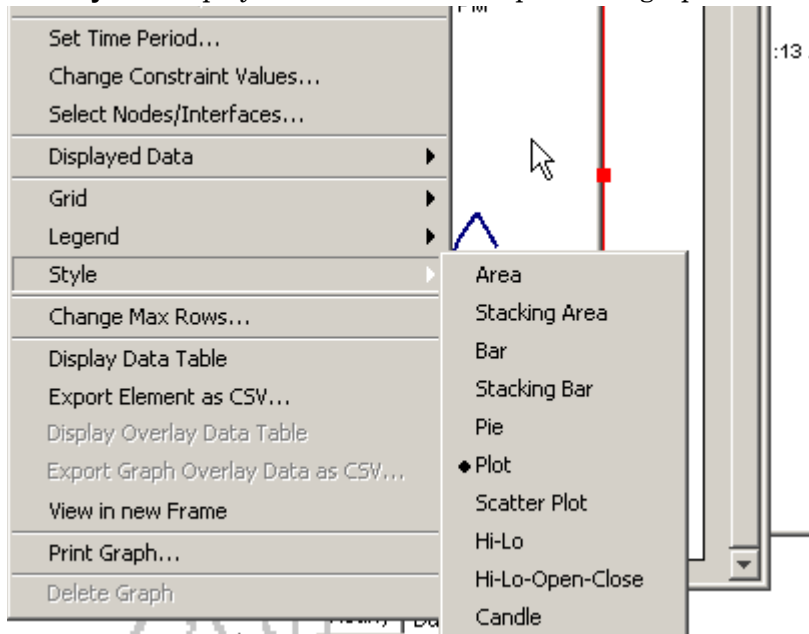 PM
Set Time Period...
:13
Change Constraint Values...
Select Nodes/Interfaces...
Displayed Data
Grid
Legend
Style
Change Max Rows...
Display Data Table
Export Element as CSV...
Display Overlay Data Table
Export Graph Overlay Data as CSV...
View in new Frame
Print Graph...
Delete Graph
Area
Stacking Area
Bar
Stacking Bar
Pie
Plot
Scatter Plot
Hi-Lo
Hi-Lo-Open-Close
Candle